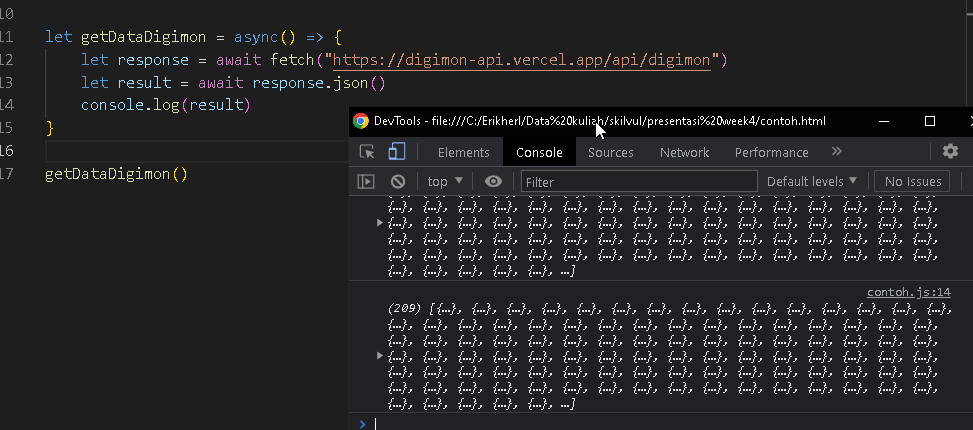 10
11 let getDataDigimon = async() => {
12 let response = await fetch("https://digimon-api.vercel.app/api/digimon")
13 let result = await response.json()
14 console.log(result)
15 }
16
17 getDataDigimon()
DevTools - file:///C:/Erikherl/Data%20kuliah/skilvul/presentasi%20week4/contoh.html
Elements Console Sources Network Performance »
top ▼ Filter Default levels ▼ No Issues
{…}, {…}, {…}, {…}, {…}, {…}, {…}, {…}, {…}, {…}, {…}, {…}, {…}, {…}, {…}, {…},
{…}, {…}, {…}, {…}, {…}, {…}, {…}, {…}, {…}, {…}, {…}, {…}, {…}, {…}, {…}, {…},
{…}, {…}, {…}, {…}, {…}, {…}, {…}, {…}, {…}, {…}, {…}, {…}, {…}, {…}, {…}, {…},
{…}, {…}, {…}, {…}, {…}, {…}, {…}, {…}, {…}, {…}, {…}, {…}, {…}, {…}, {…}, {…},
{…}, {…}, {…}, {…}, {…}, …]
contoh.js:14
(209) [{…}, {…}, {…}, {…}, {…}, {…}, {…}, {…}, {…}, {…}, {…}, {…}, {…}, {…}, {…},
{…}, {…}, {…}, {…}, {…}, {…}, {…}, {…}, {…}, {…}, {…}, {…}, {…}, {…}, {…}, {…},
{…}, {…}, {…}, {…}, {…}, {…}, {…}, {…}, {…}, {…}, {…}, {…}, {…}, {…}, {…}, {…},
{…}, {…}, {…}, {…}, {…}, {…}, {…}, {…}, {…}, {…}, {…}, {…}, {…}, {…}, {…}, {…},
{…}, {…}, {…}, {…}, {…}, {…}, {…}, {…}, {…}, {…}, {…}, {…}, {…}, {…}, {…}, {…},
{…}, {…}, {…}, {…}, {…}, {…}, {…}, {…}, {…}, {…}, {…}, {…}, {…}, {…}, {…}, {…},
{…}, {…}, {…}, {…}, {…}, …]